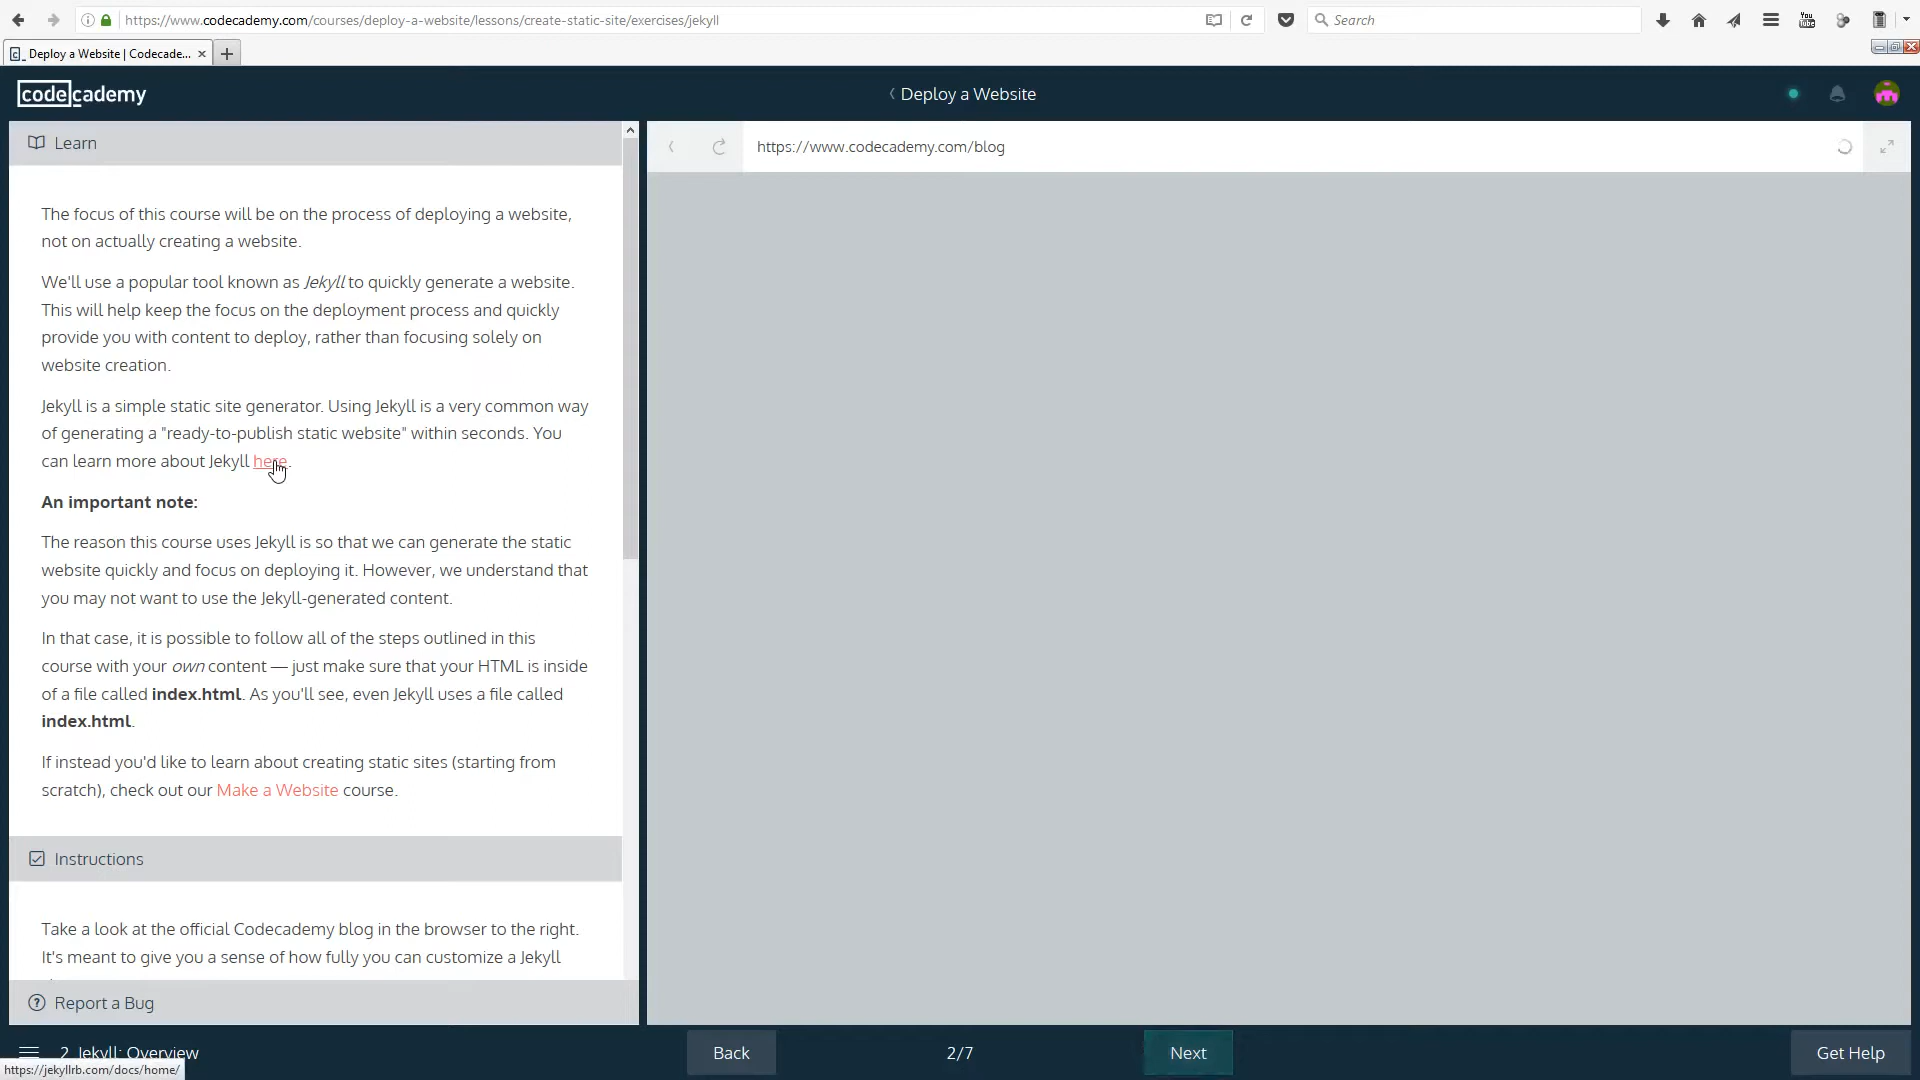 https://www.codecademy.com/courses/deploy-a-website/lessons/create-static-site/exercises/jekyll
Search
Deploy a Website | Codecade...
codecademy
Deploy a Website
Learn
https://www.codecademy.com/blog
The focus of this course will be on the process of deploying a website,
not on actually creating a website.
We'll use a popular tool known as Jekyll to quickly generate a website.
This will help keep the focus on the deployment process and quickly
provide you with content to deploy, rather than focusing solely on
website creation.
Jekyll is a simple static site generator. Using Jekyll is a very common way
of generating a "ready-to-publish static website" within seconds. You
can learn more about Jekyll here.
An important note:
The reason this course uses Jekyll is so that we can generate the static
website quickly and focus on deploying it. However, we understand that
you may not want to use the Jekyll-generated content.
In that case, it is possible to follow all of the steps outlined in this
course with your own content — just make sure that your HTML is inside
of a file called index.html. As you'll see, even Jekyll uses a file called
index.html.
If instead you'd like to learn about creating static sites (starting from
scratch), check out our Make a Website course.
Instructions
Take a look at the official Codecademy blog in the browser to the right.
It's meant to give you a sense of how fully you can customize a Jekyll
Report a Bug
2. Jekyll: Overview
Back
2/7
Next
Get Help
https://jekyllrb.com/docs/home/